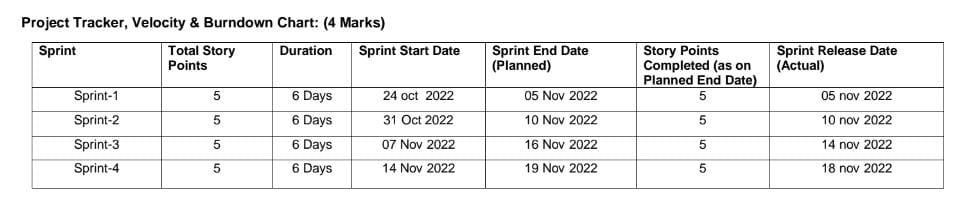 Project Tracker, Velocity & Burndown Chart: (4 Marks)
Sprint Total Story Points Duration Sprint Start Date Sprint End Date (Planned) Story Points Completed (as on Planned End Date) Sprint Release Date (Actual)
Sprint-1 5 6 Days 24 oct 2022 05 Nov 2022 5 05 nov 2022
Sprint-2 5 6 Days 31 Oct 2022 10 Nov 2022 5 10 nov 2022
Sprint-3 5 6 Days 07 Nov 2022 16 Nov 2022 5 14 nov 2022
Sprint-4 5 6 Days 14 Nov 2022 19 Nov 2022 5 18 nov 2022